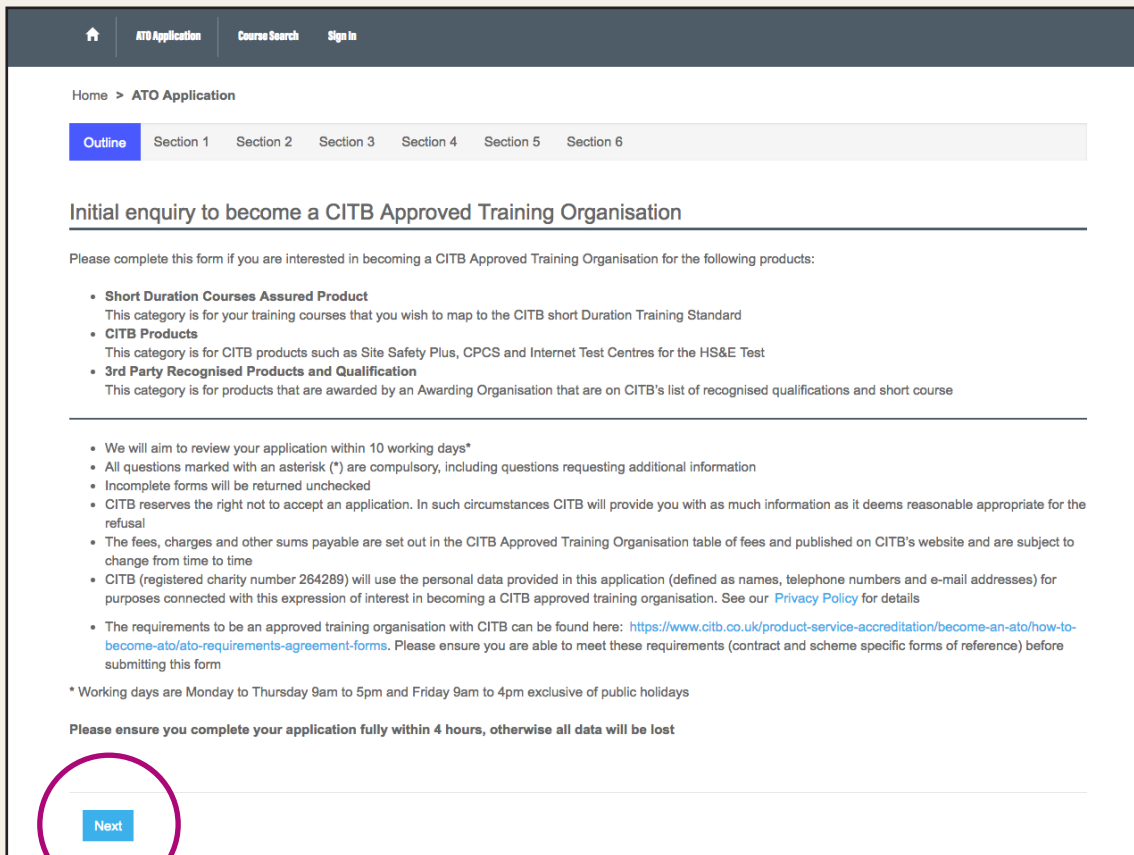 ATO Application Course Search Sign In
Home > ATO Application
Outline Section 1 Section 2 Section 3 Section 4 Section 5 Section 6
Initial enquiry to become a CITB Approved Training Organisation
Please complete this form if you are interested in becoming a CITB Approved Training Organisation for the following products:
• Short Duration Courses Assured Product
This category is for your training courses that you wish to map to the CITB short Duration Training Standard
• CITB Products
This category is for CITB products such as Site Safety Plus, CPCS and Internet Test Centres for the HS&E Test
• 3rd Party Recognised Products and Qualification
This category is for products that are awarded by an Awarding Organisation that are on CITB's list of recognised qualifications and short course
• We will aim to review your application within 10 working days*
• All questions marked with an asterisk (*) are compulsory, including questions requesting additional information
• Incomplete forms will be returned unchecked
• CITB reserves the right not to accept an application. In such circumstances CITB will provide you with as much information as it deems reasonable appropriate for the
refusal
• The fees, charges and other sums payable are set out in the CITB Approved Training Organisation table of fees and published on CITB's website and are subject to
change from time to time
• CITB (registered charity number 264289) will use the personal data provided in this application (defined as names, telephone numbers and e-mail addresses) for
purposes connected with this expression of interest in becoming a CITB approved training organisation. See our Privacy Policy for details
• The requirements to be an approved training organisation with CITB can be found here: https://www.citb.co.uk/product-service-accreditation/become-an-ato/how-to-
become-ato/ato-requirements-agreement-forms. Please ensure you are able to meet these requirements (contract and scheme specific forms of reference) before
submitting this form
* Working days are Monday to Thursday 9am to 5pm and Friday 9am to 4pm exclusive of public holidays
Please ensure you complete your application fully within 4 hours, otherwise all data will be lost
Next